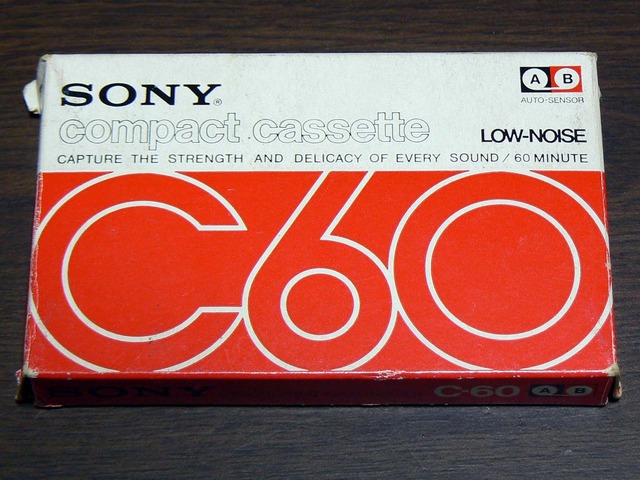 SONY®
A B
AUTO-SENSOR
compact cassette
LOW-NOISE
CAPTURE THE STRENGTH AND DELICACY OF EVERY SOUND / 60 MINUTE
C60
SONY C-60 A B